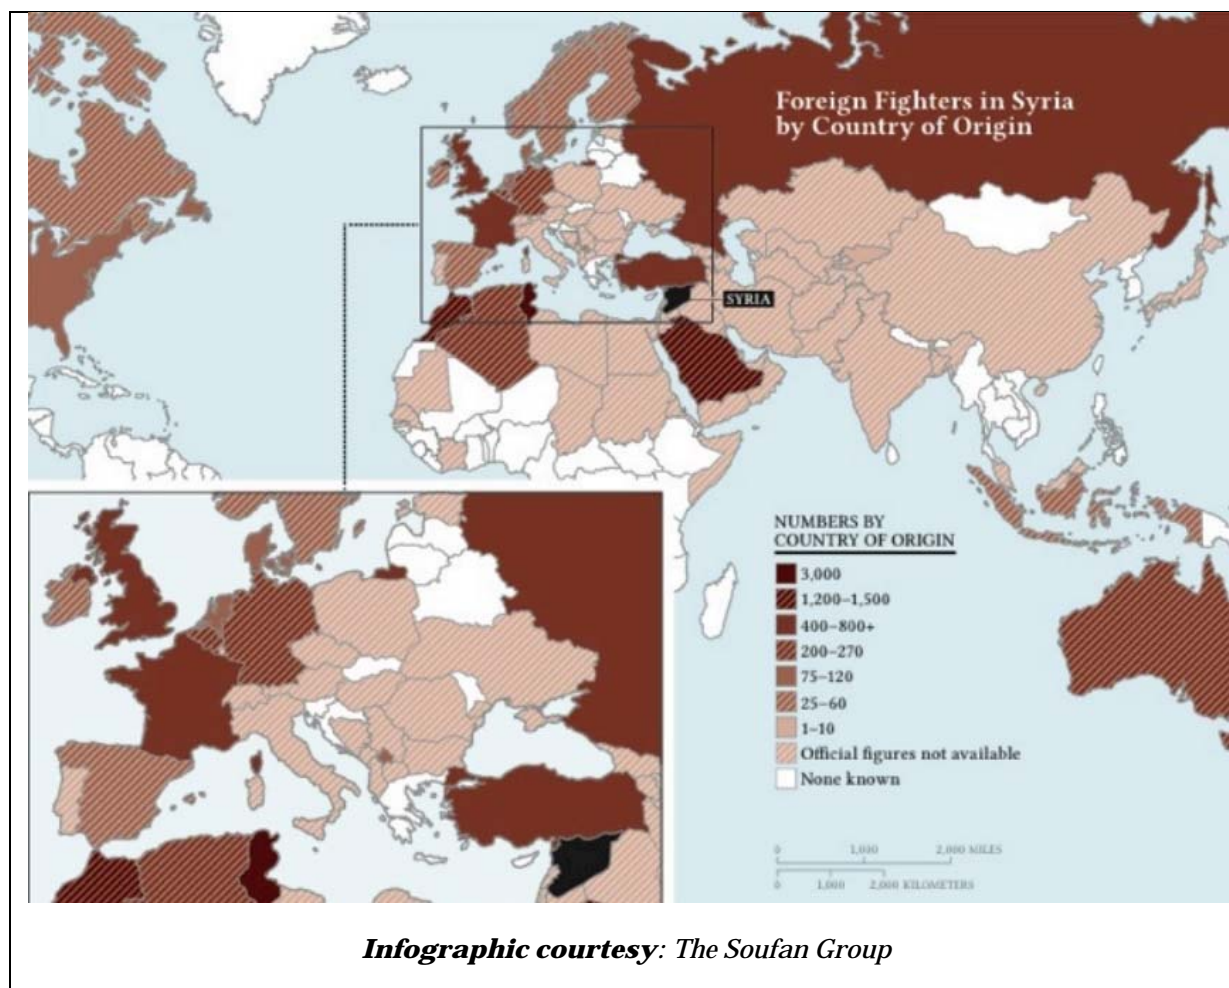 Foreign Fighters in Syria
by Country of Origin
SYRIA
NUMBERS BY
COUNTRY OF ORIGIN
3,000
1,200–1,500
400–800+
200–270
75–120
25–60
1–10
Official figures not available
None known
0 1,000 2,000 MILES
0 1,000 2,000 KILOMETERS
Infographic courtesy: The Soufan Group